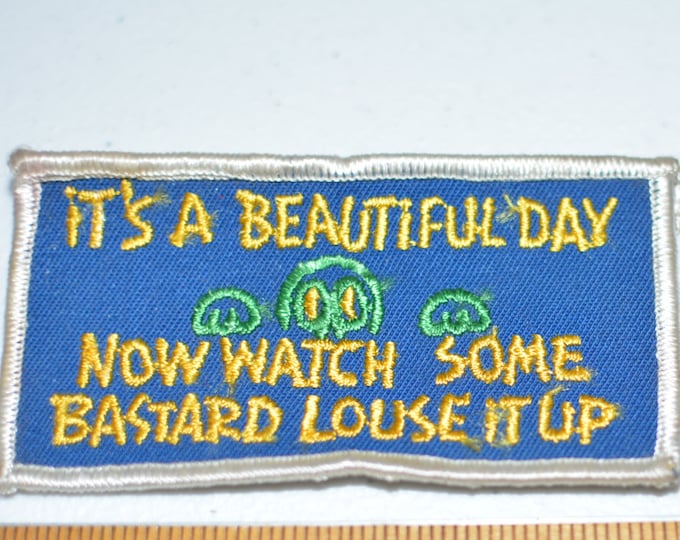 IT'S A BEAUTIFUL DAY
NOW WATCH SOME
BASTARD LOUSE IT UP